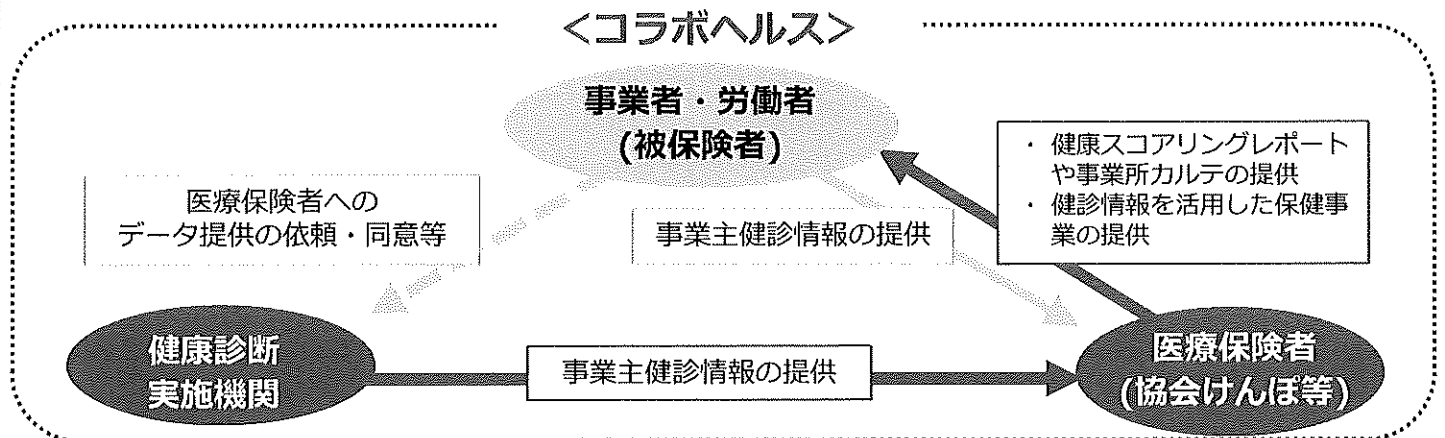 ＜コラボヘルス＞
事業者・労働者
(被保険者)
・ 健康スコアリングレポート
や事業所カルテの提供
・ 健診情報を活用した保健事
業の提供
医療保険者への
データ提供の依頼・同意等
事業主健診情報の提供
健康診断
実施機関
事業主健診情報の提供
医療保険者
(協会けんぽ等)